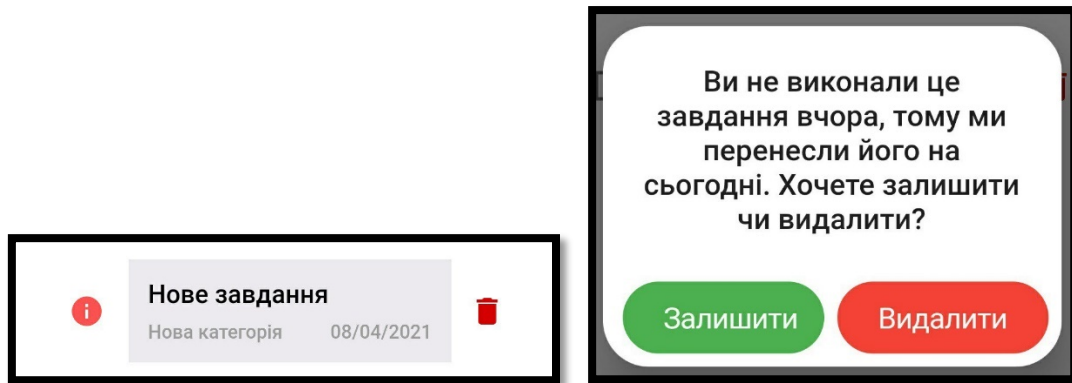 Нове завдання
Нова категорія 08/04/2021
Ви не виконали це
завдання вчора, тому ми
перенесли його на
сьогодні. Хочете залишити
чи видалити?
Залишити Видалити